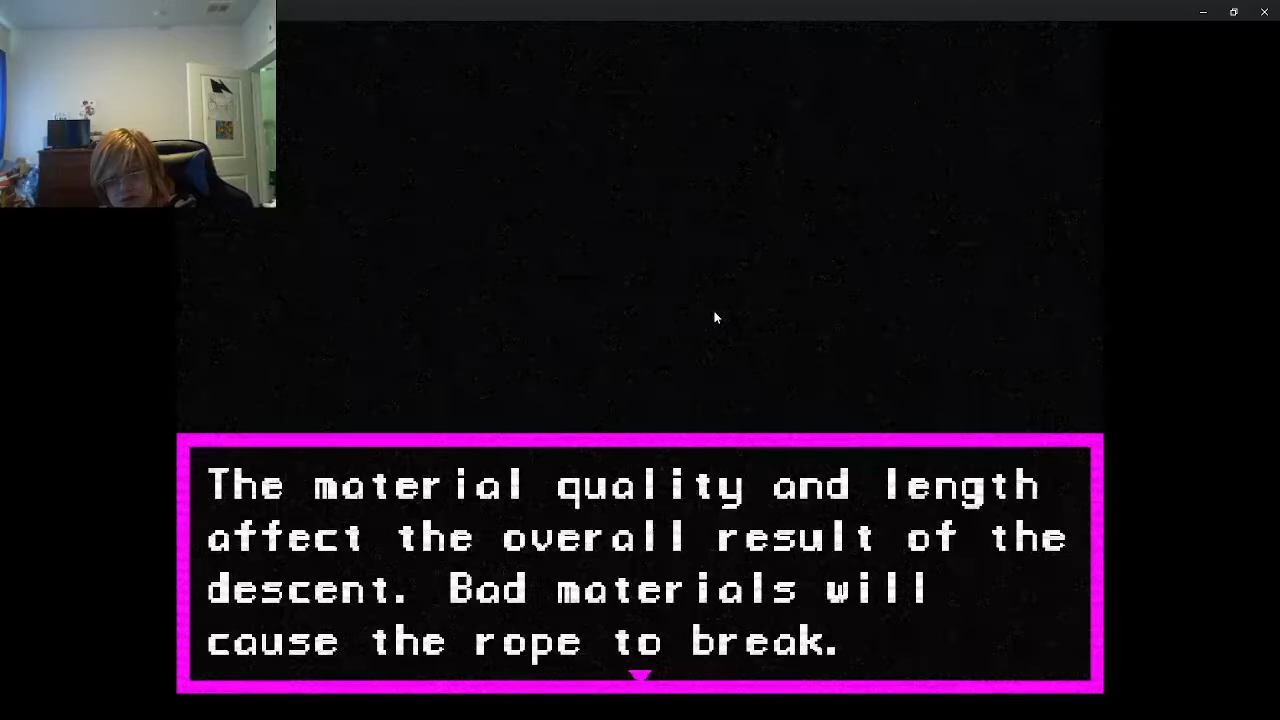 The material quality and length
affect the overall result of the
descent. Bad materials will
cause the rope to break.